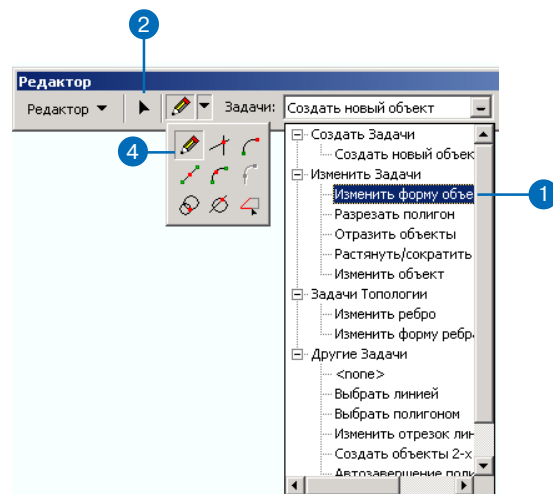 2
Редактор
Редактор
Задачи:
Создать новый объект
4
Создать Задачи
Создать новый объек
Изменить Задачи
Изменить форму объе
1
Разрезать полигон
Отразить объекты
Растянуть/сократить
Изменить объект
Задачи Топологии
Изменить ребро
Изменить форму ребр
Другие Задачи
<none>
Выбрать линией
Выбрать полигоном
Изменить отрезок лин
Создать объекты 2-х
Автозавершение поли